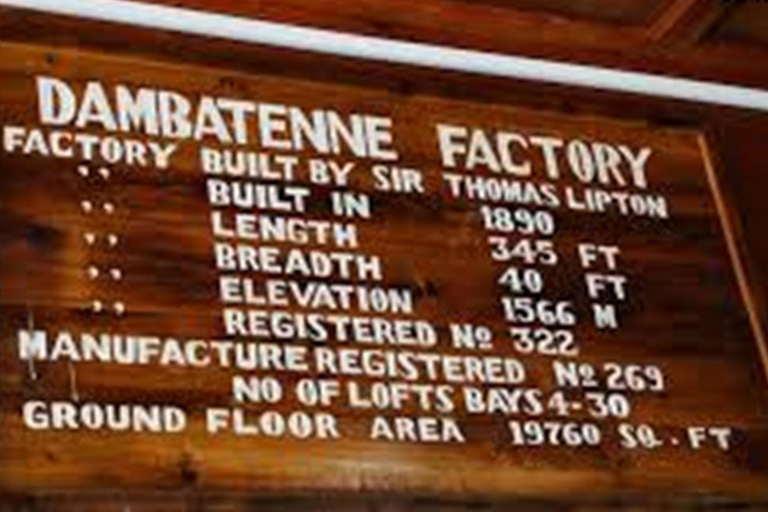 DAMBATENNE FACTORY
FACTORY BUILT BY SIR THOMAS LIPTON
,, BUILT IN 1890
,, LENGTH 345 FT
,, BREADTH 40 FT
,, ELEVATION 1566 M
,, REGISTERED Nº 322
MANUFACTURE REGISTERED Nº 269
NO OF LOFTS BAYS 4-30
GROUND FLOOR AREA 19760 SQ. FT